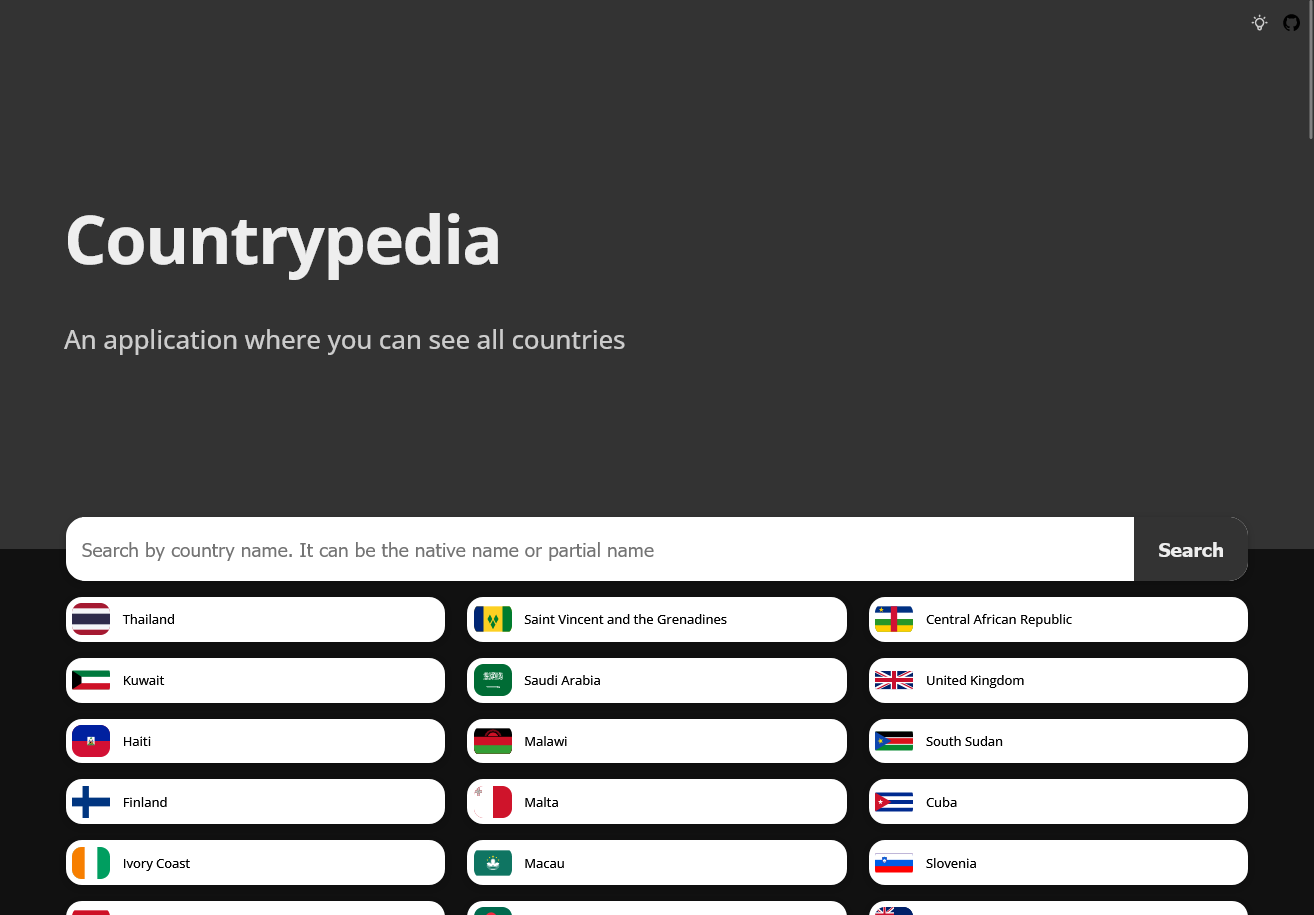 Countrypedia
An application where you can see all countries
Search by country name. It can be the native name or partial name
Search
Thailand
Saint Vincent and the Grenadines
Central African Republic
Kuwait
Saudi Arabia
United Kingdom
Haiti
Malawi
South Sudan
Finland
Malta
Cuba
Ivory Coast
Macau
Slovenia